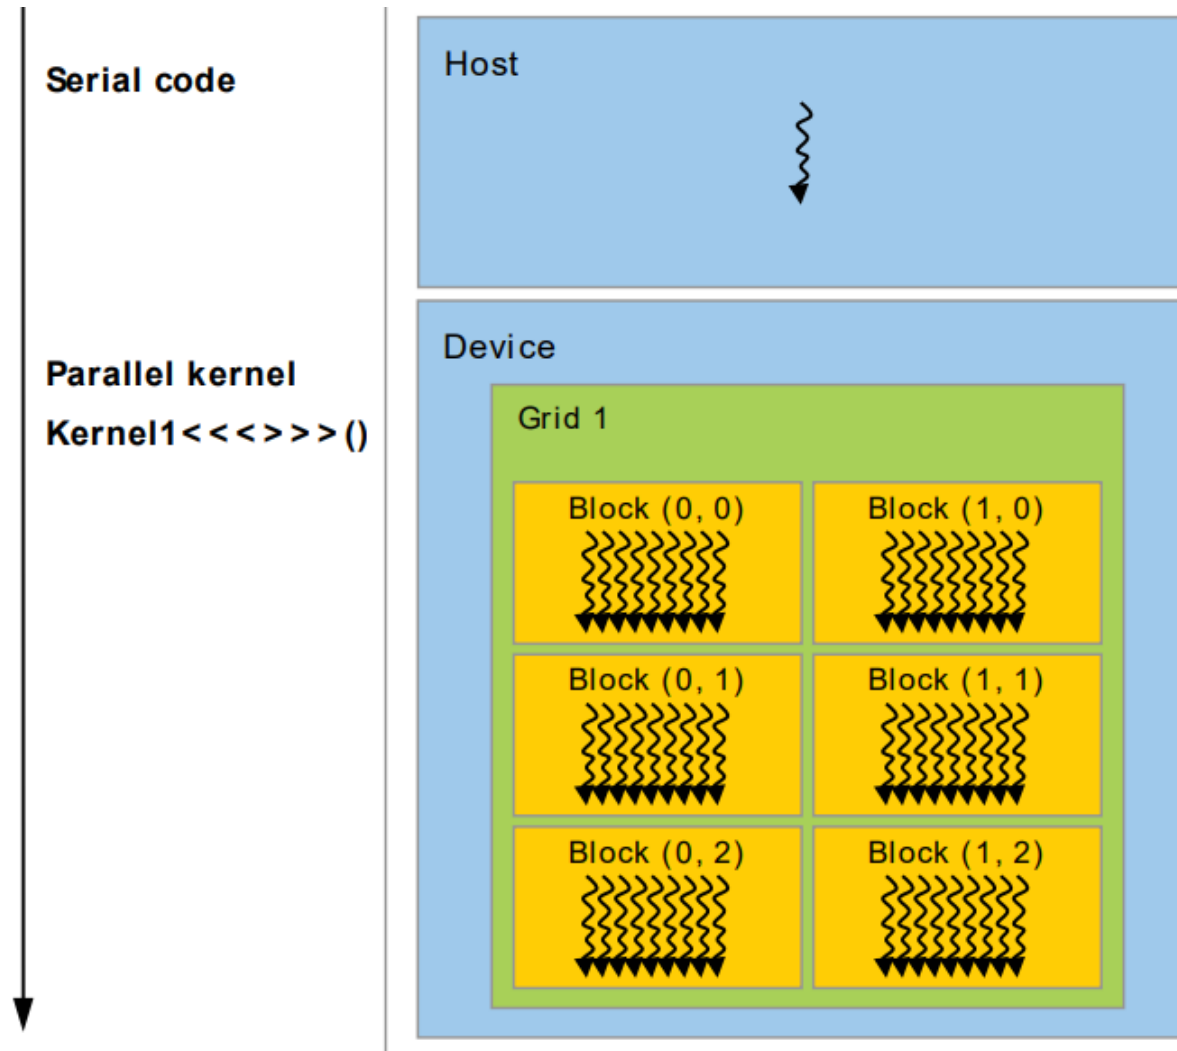 Serial code
Host
Device
Parallel kernel
Kernel1<<<>>>()
Grid 1
Block (0, 0)
Block (1, 0)
Block (0, 1)
Block (1, 1)
Block (0, 2)
Block (1, 2)